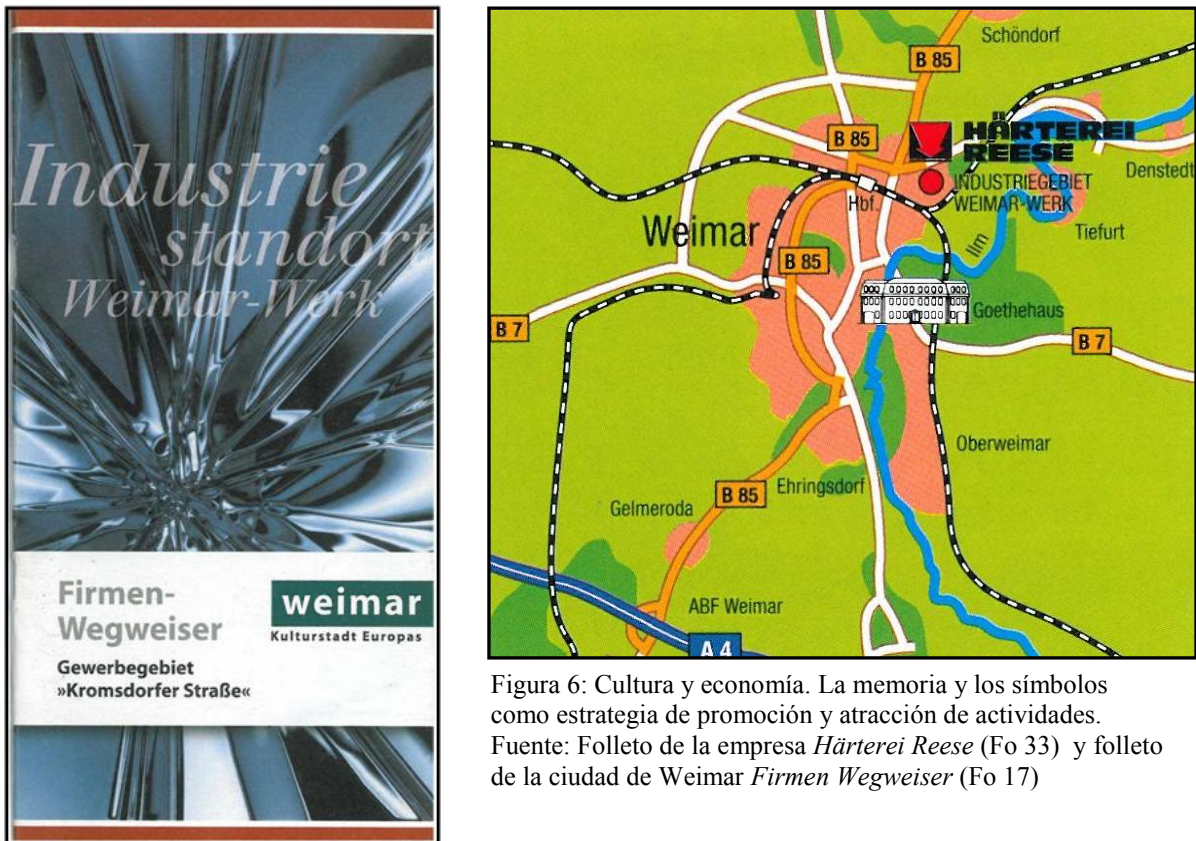 Industrie
standort
Weimar-Werk
Firmen-
Wegweiser
Gewerbegebiet
»Kromsdorfer Straße«
weimar
Kulturstadt Europas
Schöndorf
B 85
B 85
HÄRTEREI
REESE
INDUSTRIEGEBIET
WEIMAR-WERK
Denstedt
Hbf.
Tiefurt
Weimar
Ilm
B 85
Goethehaus
B 7
B 7
Oberweimar
Ehringsdorf
B 85
Gelmeroda
ABF Weimar
A 4
Figura 6: Cultura y economía. La memoria y los símbolos
como estrategia de promoción y atracción de actividades.
Fuente: Folleto de la empresa Härterei Reese (Fo 33) y folleto
de la ciudad de Weimar Firmen Wegweiser (Fo 17)